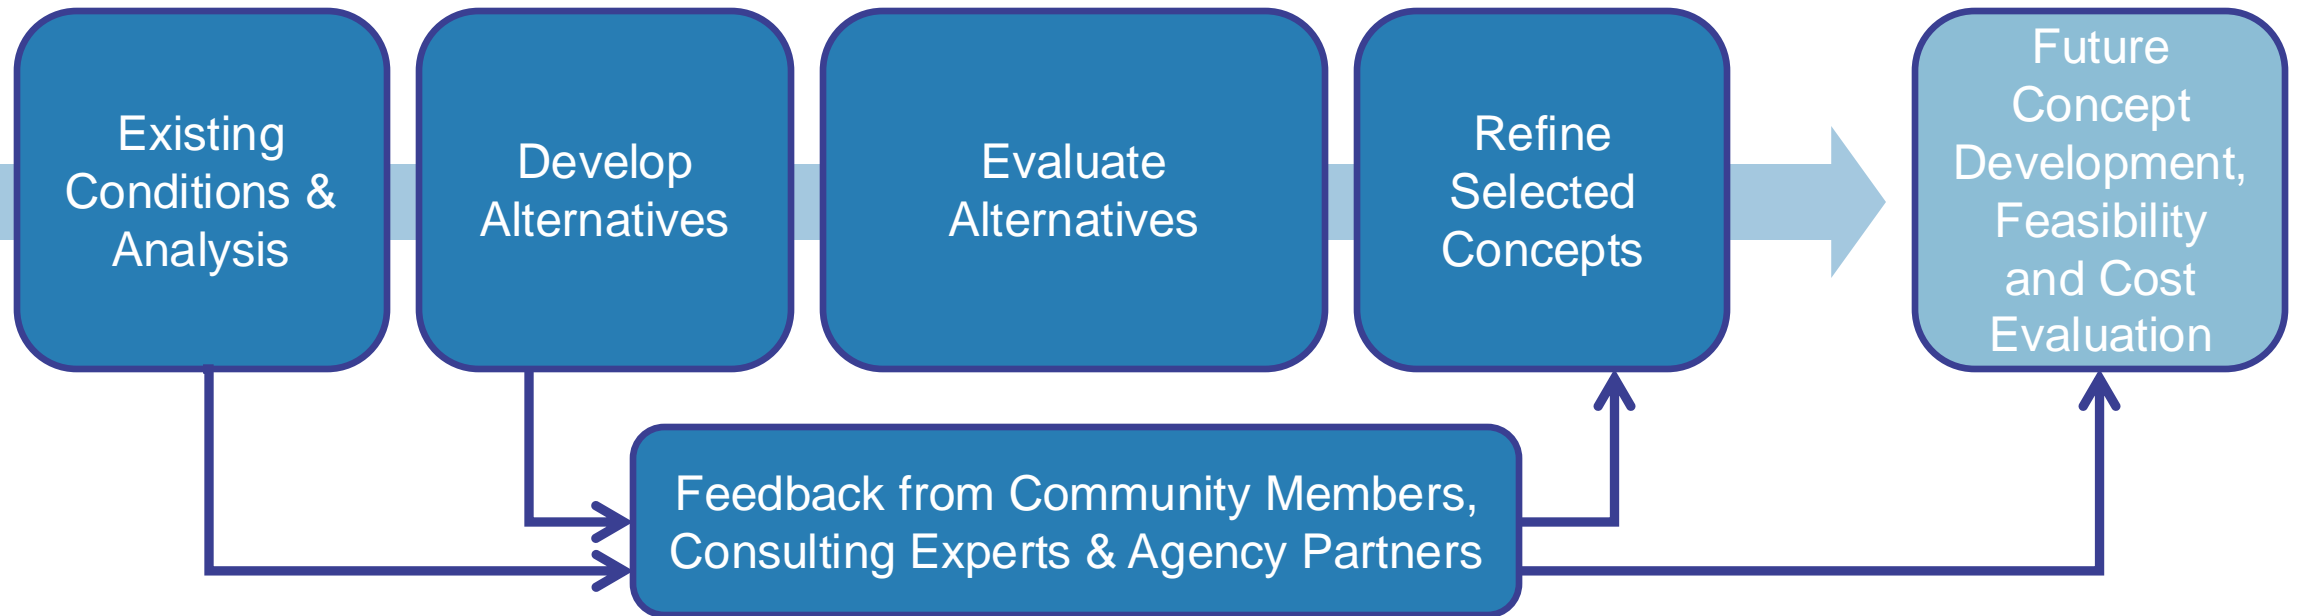 Existing
Conditions &
Analysis
Develop
Alternatives
Evaluate
Alternatives
Refine
Selected
Concepts
Future
Concept
Development,
Feasibility
and Cost
Evaluation
Feedback from Community Members,
Consulting Experts & Agency Partners